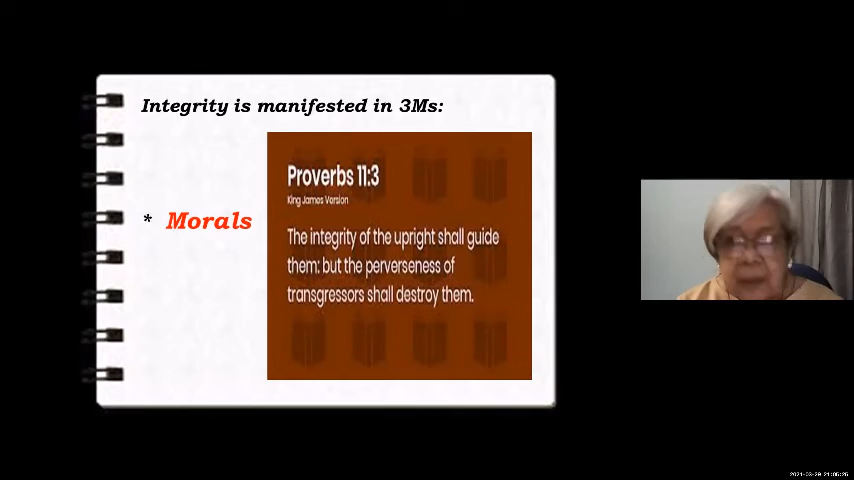 Integrity is manifested in 3Ms:
* Morals
Proverbs 11:3
King James Version
The integrity of the upright shall guide
them: but the perverseness of
transgressors shall destroy them.